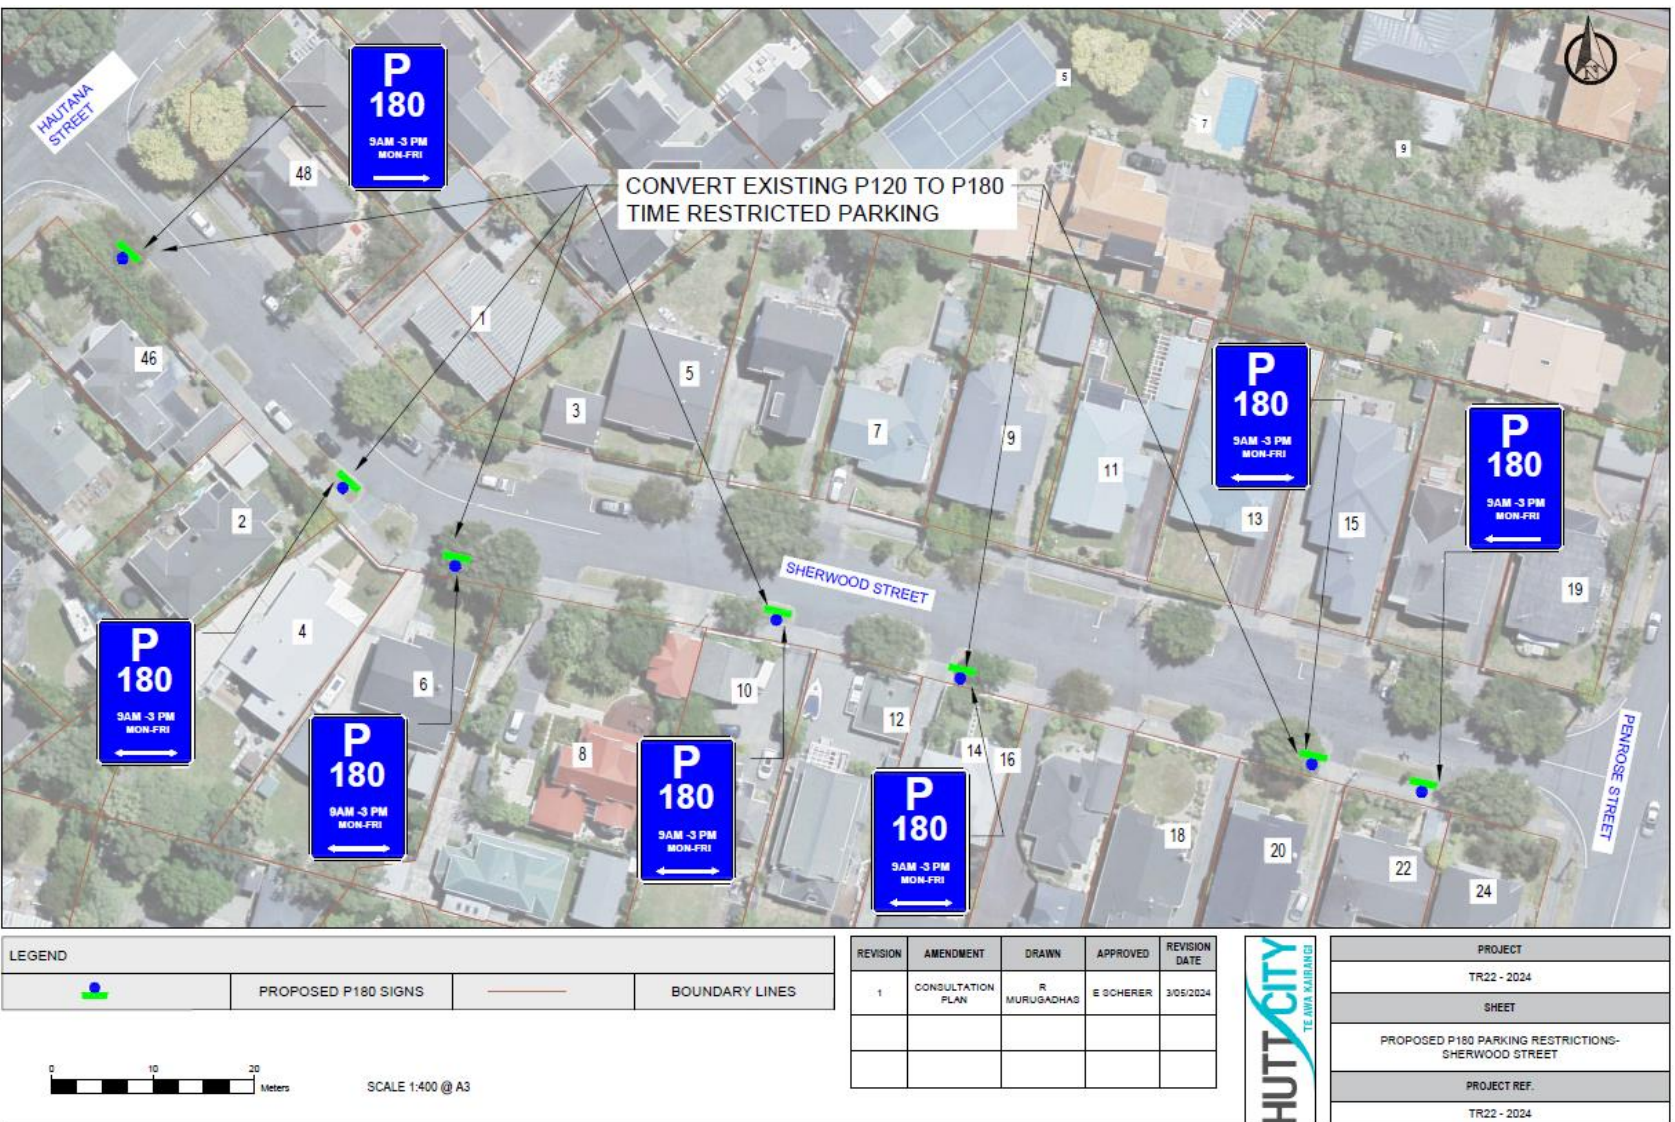 HAUTANA
STREET
P
180
9AM -3 PM
MON-FRI
48
5
7
9
N
CONVERT EXISTING P120 TO P180
TIME RESTRICTED PARKING
46
1
3
5
7
9
11
13
15
19
P
180
9AM -3 PM
MON-FRI
P
180
9AM -3 PM
MON-FRI
SHERWOOD STREET
PENROSE STREET
2
4
6
8
10
12
14
16
18
20
22
24
P
180
9AM -3 PM
MON-FRI
P
180
9AM -3 PM
MON-FRI
P
180
9AM -3 PM
MON-FRI
P
180
9AM -3 PM
MON-FRI
LEGEND
PROPOSED P180 SIGNS
BOUNDARY LINES
0 10 20
Meters
SCALE 1:400 @ A3
REVISION AMENDMENT DRAWN APPROVED REVISION
DATE
1 CONSULTATION
PLAN
R
MURUGADHAS
E SCHERER 3/05/2024
HUTT CITY
TE AWA KAIRANGI
PROJECT
TR22 - 2024
SHEET
PROPOSED P180 PARKING RESTRICTIONS-
SHERWOOD STREET
PROJECT REF.
TR22 - 2024